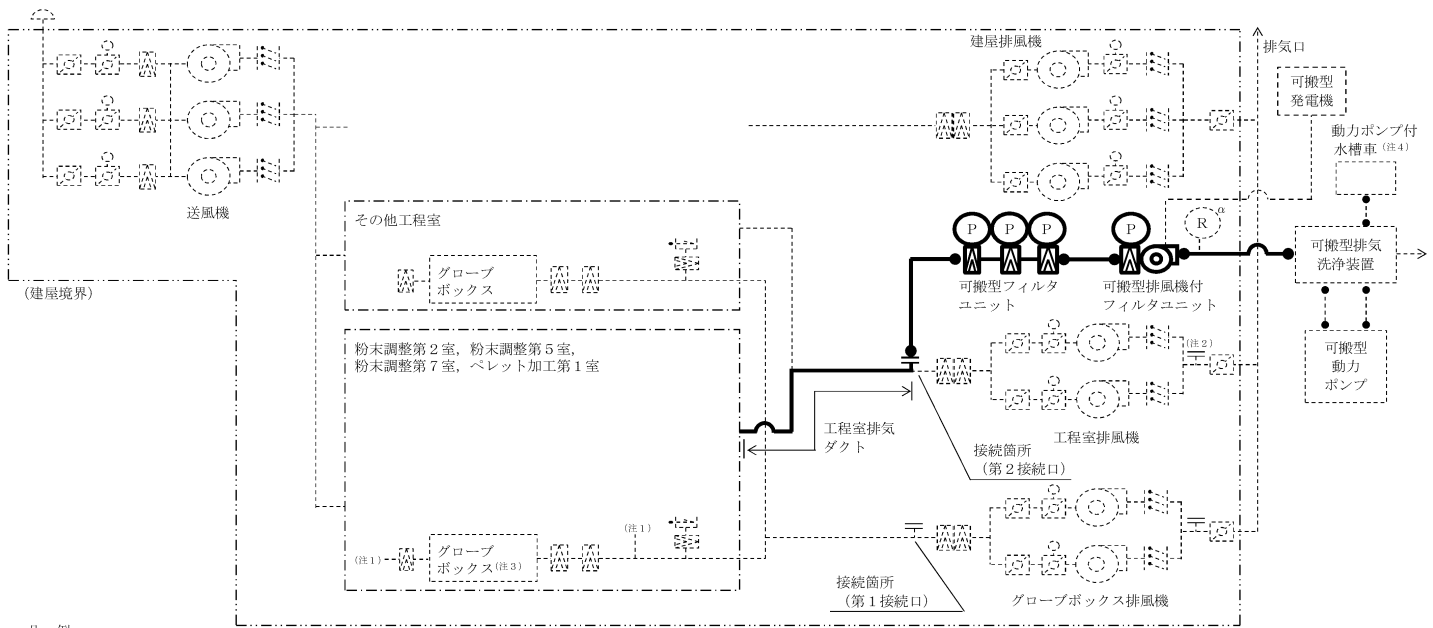 建屋排風機
排気口
可搬型
発電機
動力ポンプ付
水槽車(注4)
送風機
その他工程室
グローブ
ボックス
P
P
P
P
R
α
可搬型排気
洗浄装置
可搬型フィルタ
ユニット
可搬型排風機付
フィルタユニット
(建屋境界)
粉末調整第2室，粉末調整第5室，
粉末調整第7室，ペレット加工第1室
(注2)
可搬型
動力
ポンプ
工程室排気
ダクト
工程室排風機
接続箇所
(第2接続口)
(注1)
(注1)
グローブ
ボックス(注3)
接続箇所
(第1接続口)
グローブボックス排風機